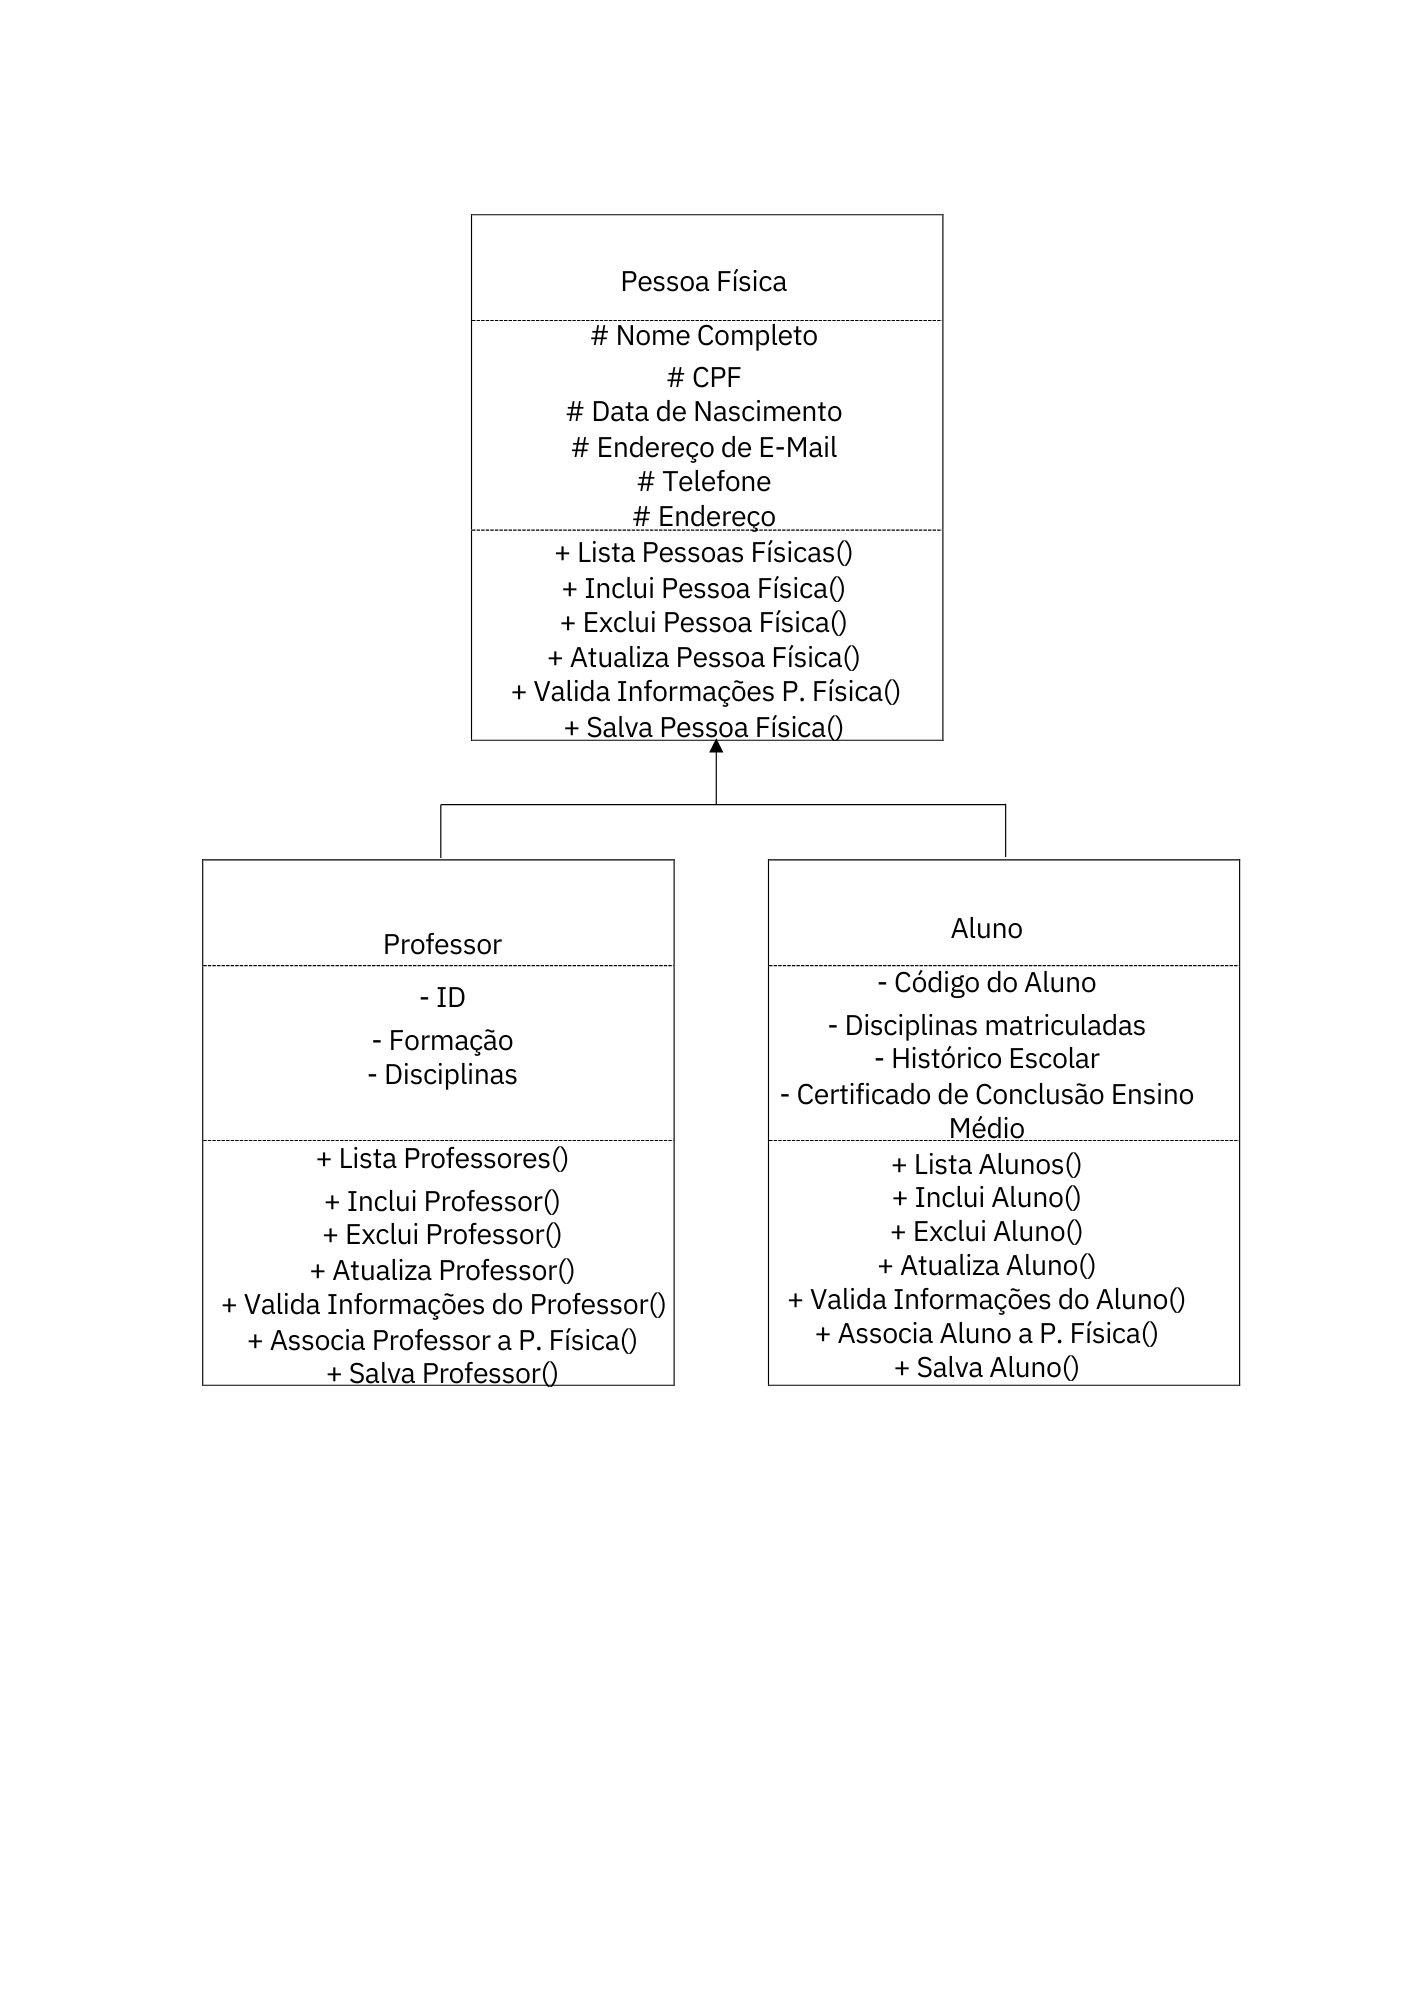 Pessoa Física
# Nome Completo
# CPF
# Data de Nascimento
# Endereço de E-Mail
# Telefone
# Endereço
+ Lista Pessoas Físicas()
+ Inclui Pessoa Física()
+ Exclui Pessoa Física()
+ Atualiza Pessoa Física()
+ Valida Informações P. Física()
+ Salva Pessoa Física()
Professor
- ID
- Formação
- Disciplinas
+ Lista Professores()
+ Inclui Professor()
+ Exclui Professor()
+ Atualiza Professor()
+ Valida Informações do Professor()
+ Associa Professor a P. Física()
+ Salva Professor()
Aluno
- Código do Aluno
- Disciplinas matriculadas
- Histórico Escolar
- Certificado de Conclusão Ensino
Médio
+ Lista Alunos()
+ Inclui Aluno()
+ Exclui Aluno()
+ Atualiza Aluno()
+ Valida Informações do Aluno()
+ Associa Aluno a P. Física()
+ Salva Aluno()